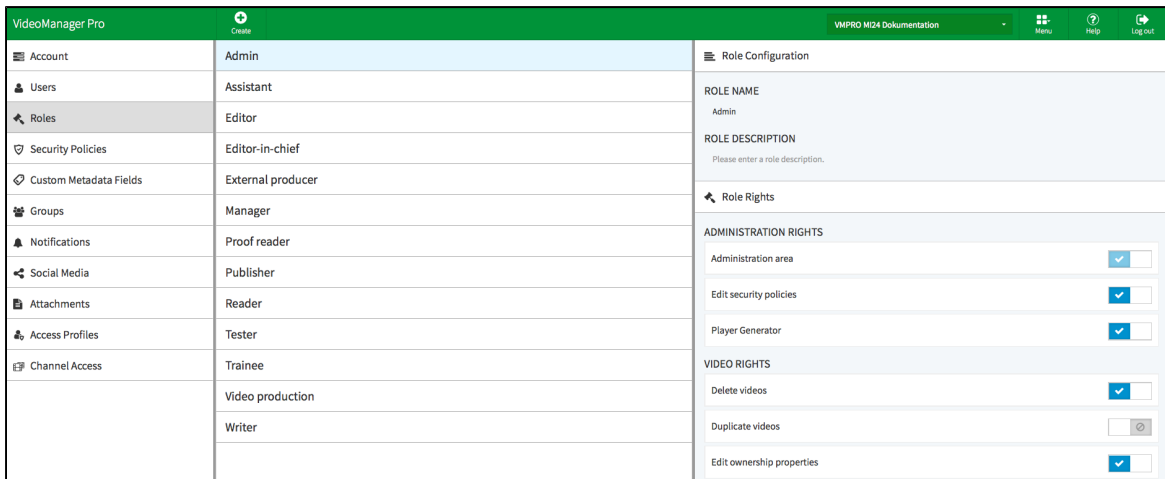 VideoManager Pro
Create
VMPRO MI24 Dokumentation
Menu
Help
Log out
Account
Users
Roles
Security Policies
Custom Metadata Fields
Groups
Notifications
Social Media
Attachments
Access Profiles
Channel Access
Admin
Assistant
Editor
Editor-in-chief
External producer
Manager
Proof reader
Publisher
Reader
Tester
Trainee
Video production
Writer
Role Configuration
ROLE NAME
Admin
ROLE DESCRIPTION
Please enter a role description.
Role Rights
ADMINISTRATION RIGHTS
Administration area
Edit security policies
Player Generator
VIDEO RIGHTS
Delete videos
Duplicate videos
Edit ownership properties